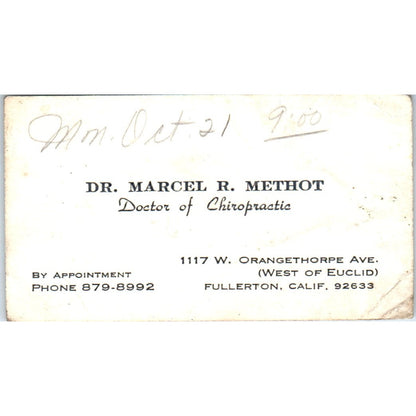 Mon. Oct. 21 9:00
DR. MARCEL R. METHOT
Doctor of Chiropractic
1117 W. ORANGETHORPE AVE.
(WEST OF EUCLID)
FULLERTON, CALIF. 92633
BY APPOINTMENT
PHONE 879-8992